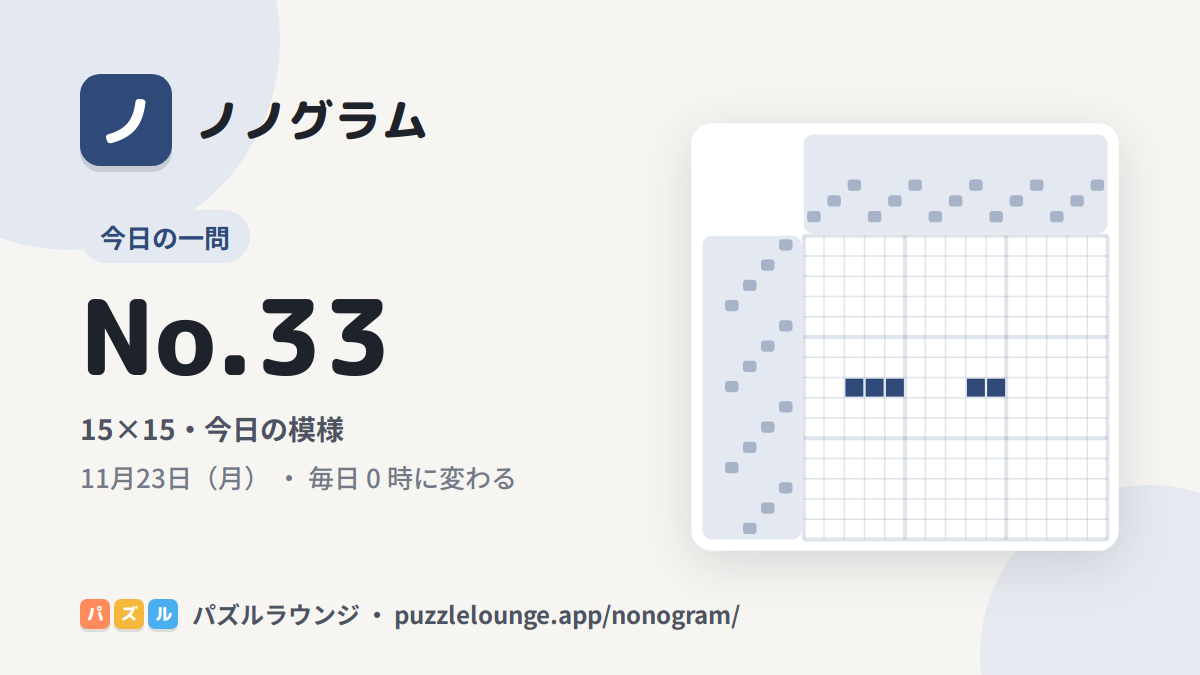 ノ
ノノグラム
今日の一問
No.33
15×15・今日の模様
11月23日（月） ・ 毎日 0 時に変わる
パズル パズルラウンジ ・ puzzlelounge.app/nonogram/